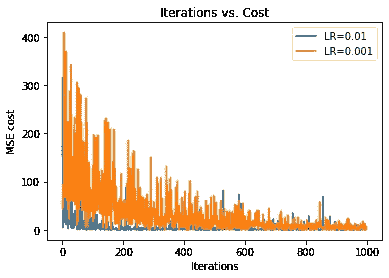 Iterations vs. Cost
LR=0.01
LR=0.001
MSE cost
400
300
200
100
0
0 200 400 600 800 1000
Iterations